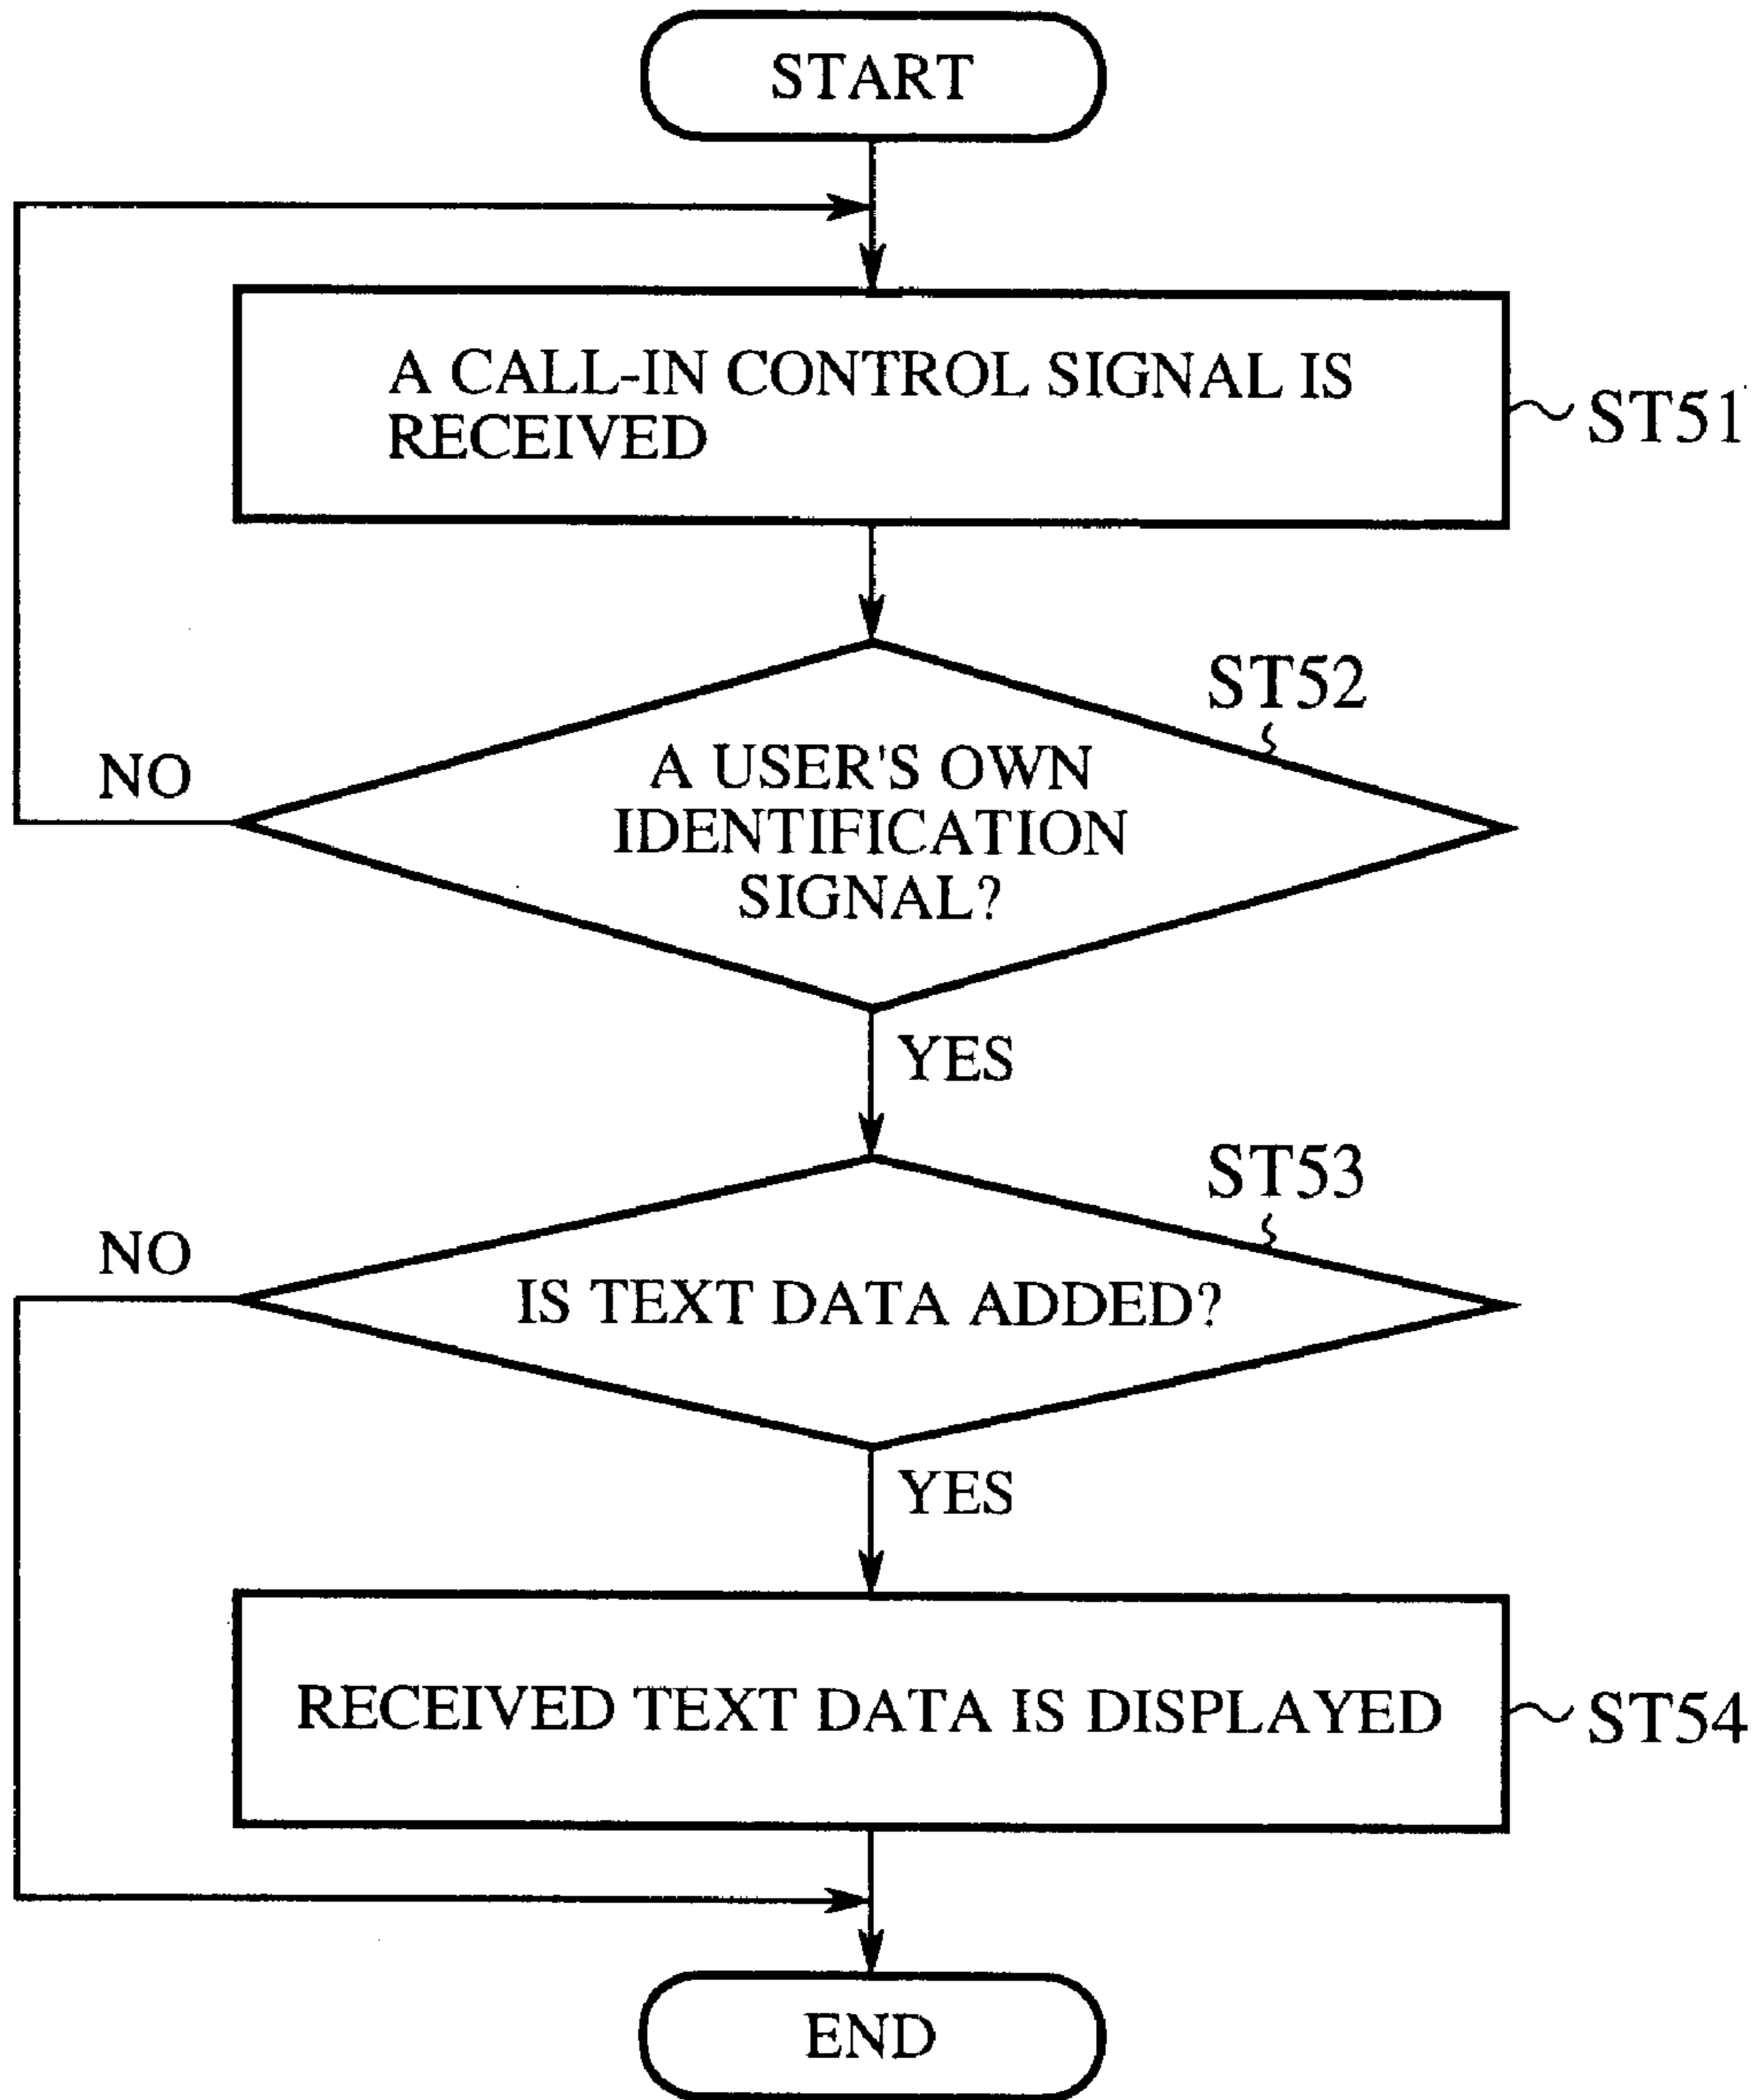 START
A CALL-IN CONTROL SIGNAL IS
RECEIVED
ST51
ST52
A USER'S OWN
IDENTIFICATION
SIGNAL?
NO
YES
ST53
NO
IS TEXT DATA ADDED?
YES
RECEIVED TEXT DATA IS DISPLAYED
ST54
END